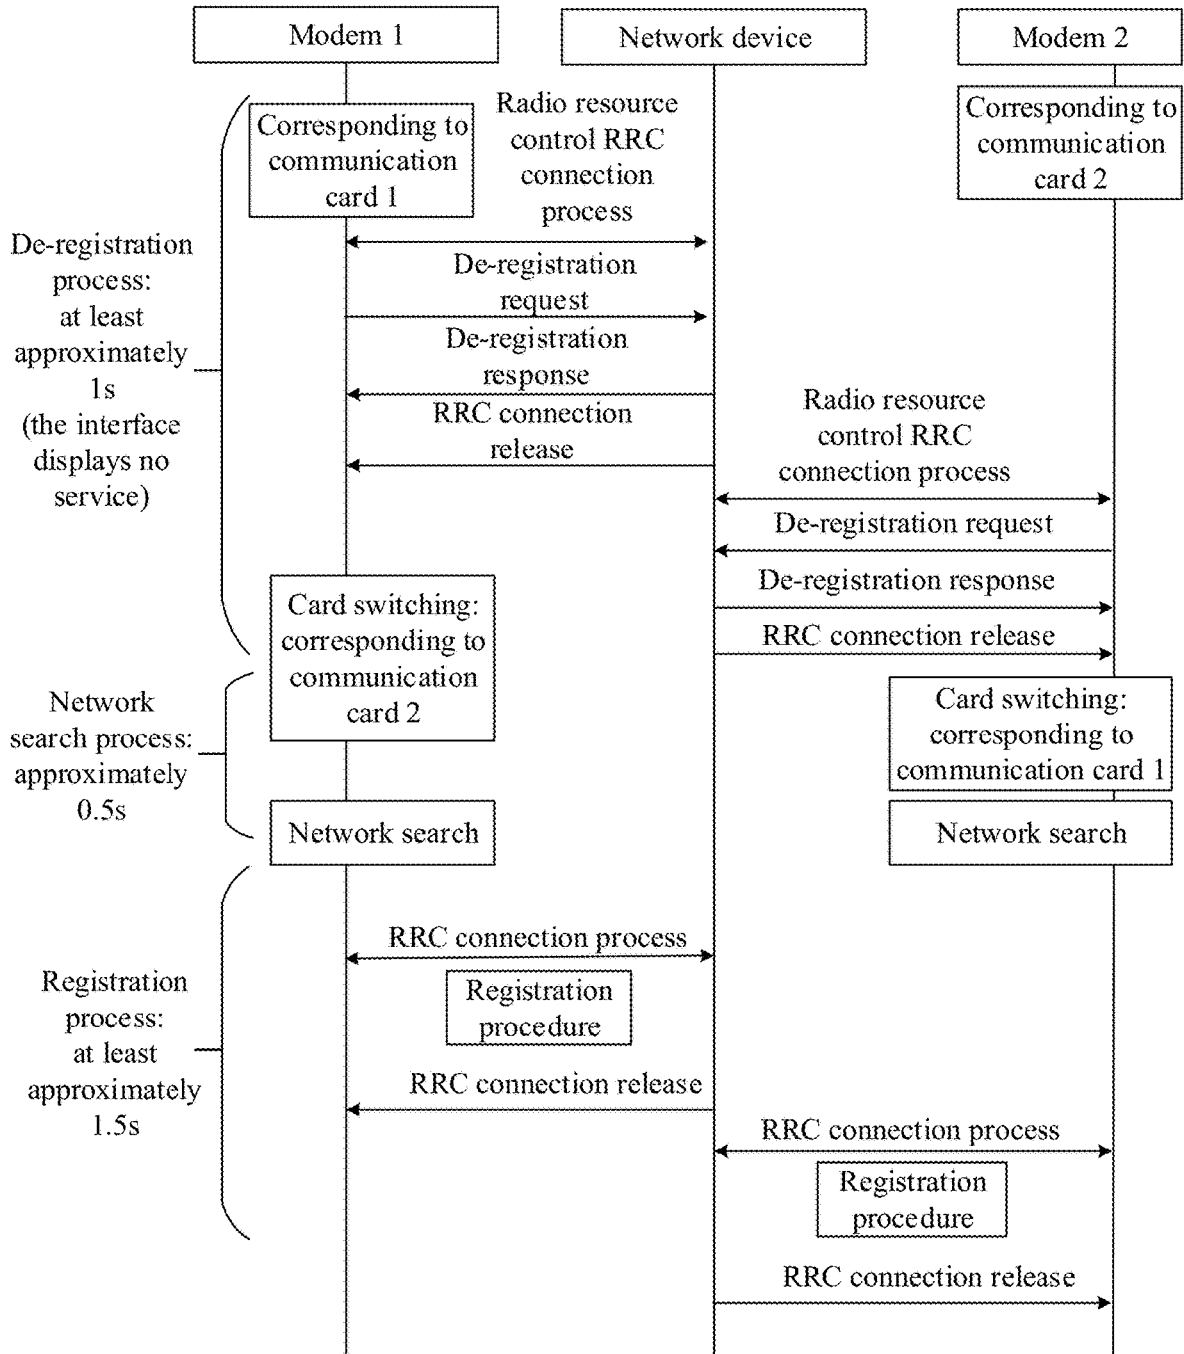 Modem 1
Network device
Modem 2
Corresponding to
communication
card 1
Radio resource
control RRC
connection
process
Corresponding to
communication
card 2
De-registration
process:
at least
approximately
1s
(the interface
displays no
service)
De-registration
request
De-registration
response
RRC connection
release
Radio resource
control RRC
connection process
De-registration request
De-registration response
RRC connection release
Card switching:
corresponding to
communication
card 2
Card switching:
corresponding to
communication card 1
Network
search process:
approximately
0.5s
Network search
Network search
Registration
process:
at least
approximately
1.5s
RRC connection process
Registration
procedure
RRC connection release
RRC connection process
Registration
procedure
RRC connection release